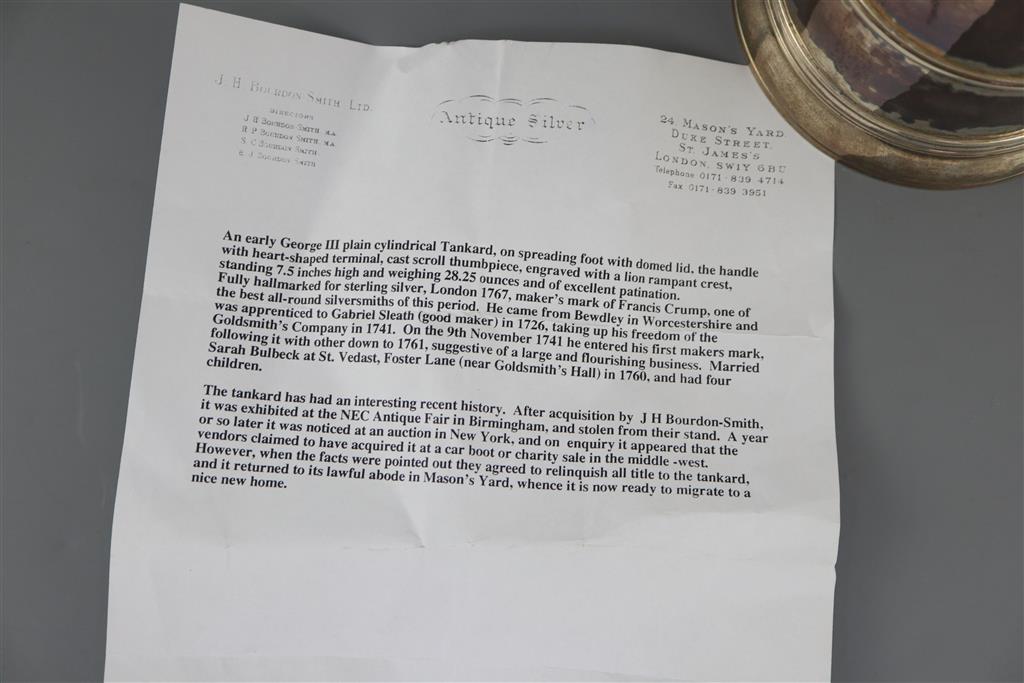 J H Bourdon-Smith Ltd.
Directors
J H Bourdon-Smith MA
R P Bourdon Smith MA
S C Bourdain Smith
J Bourdon Smith
Antique Silver
24, Mason's Yard
Duke Street,
St. James's
London, SW1Y 6BU
Telephone 0171-839 4714
Fax 0171-839 3951
An early George III plain cylindrical Tankard, on spreading foot with domed lid, the handle
with heart-shaped terminal, cast scroll thumbpiece, engraved with a lion rampant crest,
standing 7.5 inches high and weighing 28.25 ounces and of excellent patination.
Fully hallmarked for sterling silver, London 1767, maker's mark of Francis Crump, one of
the best all-round silversmiths of this period. He came from Bewdley in Worcestershire and
was apprenticed to Gabriel Sleath (good maker) in 1726, taking up his freedom of the
Goldsmith's Company in 1741. On the 9th November 1741 he entered his first makers mark,
following it with other down to 1761, suggestive of a large and flourishing business. Married
Sarah Bulbeck at St. Vedast, Foster Lane (near Goldsmith's Hall) in 1760, and had four
children.
The tankard has had an interesting recent history. After acquisition by J H Bourdon-Smith,
it was exhibited at the NEC Antique Fair in Birmingham, and stolen from their stand. A year
or so later it was noticed at an auction in New York, and on enquiry it appeared that the
vendors claimed to have acquired it at a car boot or charity sale in the middle -west.
However, when the facts were pointed out they agreed to relinquish all title to the tankard,
and it returned to its lawful abode in Mason's Yard, whence it is now ready to migrate to a
nice new home.